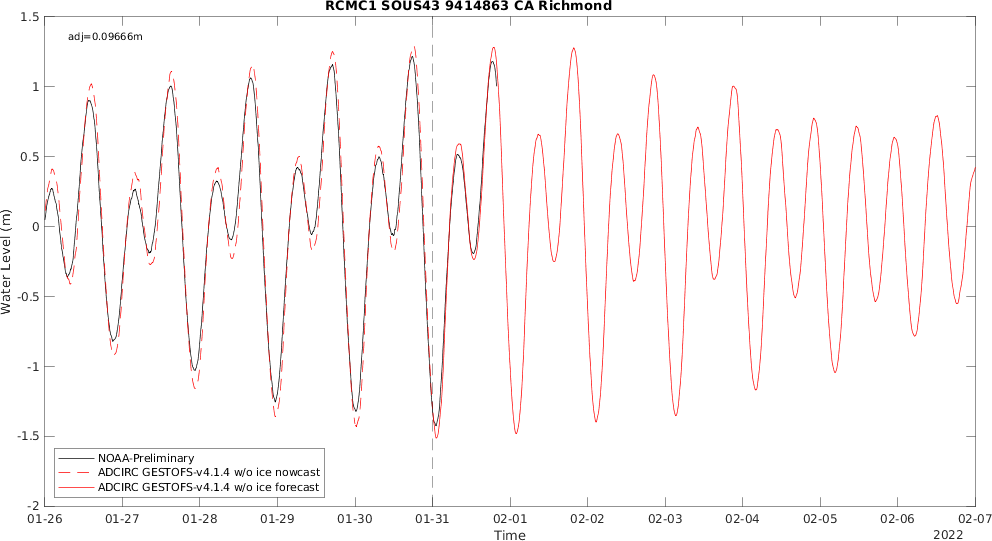 RCMC1 SOUS43 9414863 CA Richmond
adj=0.09666m
1.5
1
0.5
0
-0.5
-1
-1.5
-2
Water Level (m)
NOAA-Preliminary
ADCIRC GESTOFS-v4.1.4 w/o ice nowcast
ADCIRC GESTOFS-v4.1.4 w/o ice forecast
01-26 01-27 01-28 01-29 01-30 01-31 02-01 02-02 02-03 02-04 02-05 02-06 02-07
Time
2022